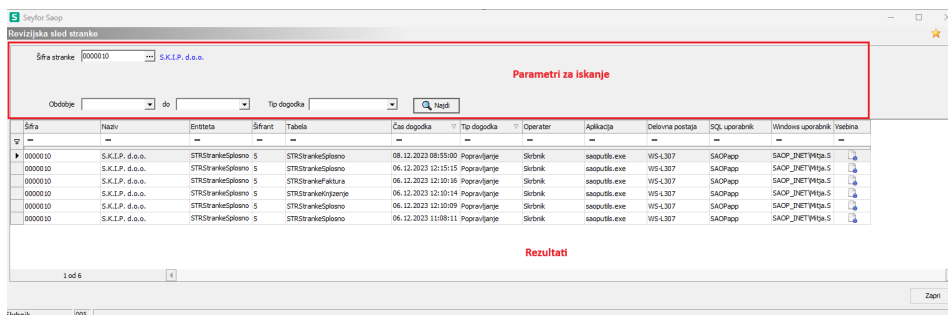 Seyfor Saop
Revizijska sled stranke
Šifra stranke 0000010 ... S.K.I.P. d.o.o.
Parametri za iskanje
Obdobje do Tip dogodka Najdi
Šifra Naziv Entiteta Šifrant Tabela Čas dogodka Tip dogodka Operater Aplikacija Delovna postaja SQL uporabnik Windows uporabnik Vsebina
0000010 S.K.I.P. d.o.o. STRStrankeSplosno 5 STRStrankeSplosno 08.12.2023 08:55:00 Popravljanje Skrbnik saoputils.exe WS-L307 SAOPapp SAOP_INET\Mitja.S
0000010 S.K.I.P. d.o.o. STRStrankeSplosno 5 STRStrankeSplosno 06.12.2023 12:15:15 Popravljanje Skrbnik saoputils.exe WS-L307 SAOPapp SAOP_INET\Mitja.S
0000010 S.K.I.P. d.o.o. STRStrankeSplosno 5 STRStrankeFaktura 06.12.2023 12:10:16 Popravljanje Skrbnik saoputils.exe WS-L307 SAOPapp SAOP_INET\Mitja.S
0000010 S.K.I.P. d.o.o. STRStrankeSplosno 5 STRStrankeKnjizenje 06.12.2023 12:10:14 Popravljanje Skrbnik saoputils.exe WS-L307 SAOPapp SAOP_INET\Mitja.S
0000010 S.K.I.P. d.o.o. STRStrankeSplosno 5 STRStrankeSplosno 06.12.2023 12:10:09 Popravljanje Skrbnik saoputils.exe WS-L307 SAOPapp SAOP_INET\Mitja.S
0000010 S.K.I.P. d.o.o. STRStrankeSplosno 5 STRStrankeSplosno 06.12.2023 11:08:11 Popravljanje Skrbnik saoputils.exe WS-L307 SAOPapp SAOP_INET\Mitja.S
Rezultati
1 od 6
Zapri
Skrbnik 005